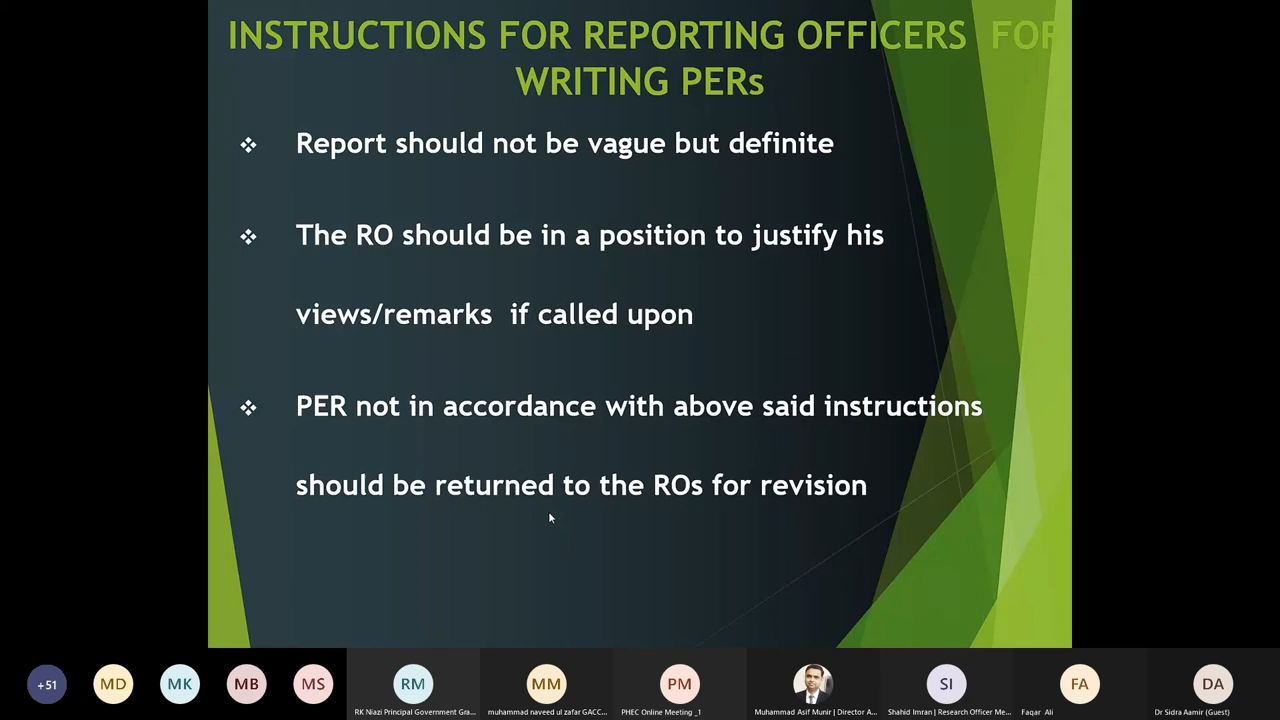 INSTRUCTIONS FOR REPORTING OFFICERS FOR
WRITING PERs
❖ Report should not be vague but definite
❖ The RO should be in a position to justify his
views/remarks if called upon
❖ PER not in accordance with above said instructions
should be returned to the ROs for revision
+51 MD MK MB MS RM MM PM SI FA DA
RK Niazi Principal Government Gra... muhammad naveed ul zafar GACC... PHEC Online Meeting _1 Muhammad Asif Munir | Director A... Shahid Imran | Research Officer Me... Faqar Ali Dr Sidra Aamir (Guest)